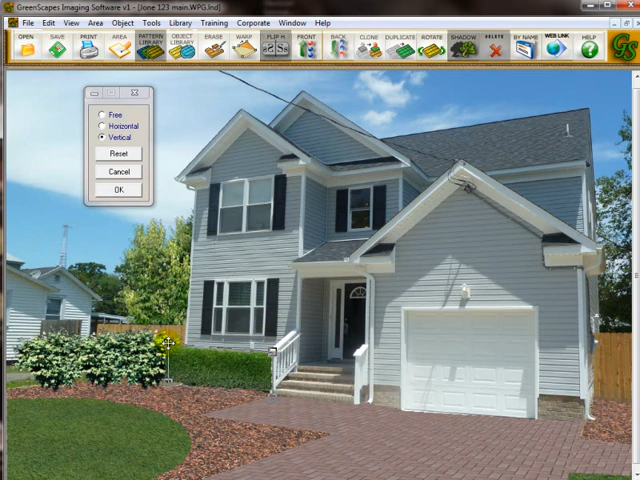 GreenScapes Imaging Software v1 - [Jone 123 main.WPG.lnd]
File Edit View Area Object Tools Library Training Corporate Window Help
OPEN SAVE PRINT AREA PATTERN LIBRARY OBJECT LIBRARY ERASE WARP FLIP H FRONT BACK CLONE DUPLICATE ROTATE SHADOW DELETE BY NAME WEB LINK HELP GS
Free
Horizontal
Vertical
Reset
Cancel
OK